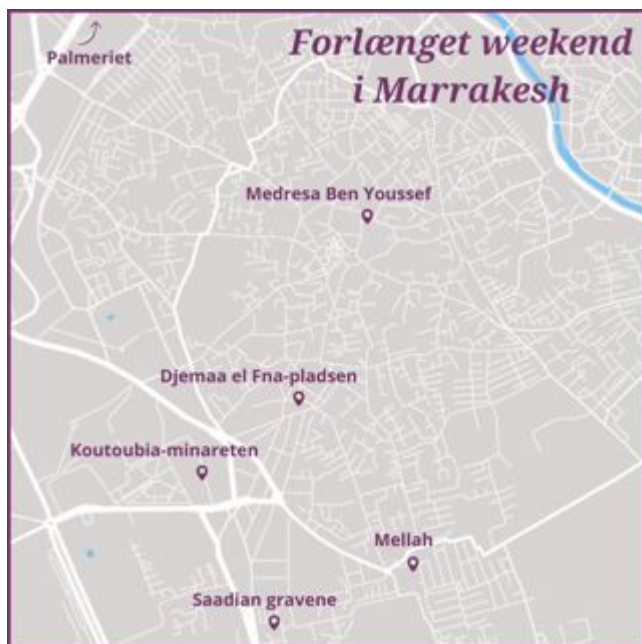 Forlænget weekend
i Marrakesh
Palmeriet
Medresa Ben Youssef
Djemaa el Fna-pladsen
Koutoubia-minareten
Mellah
Saadian gravene